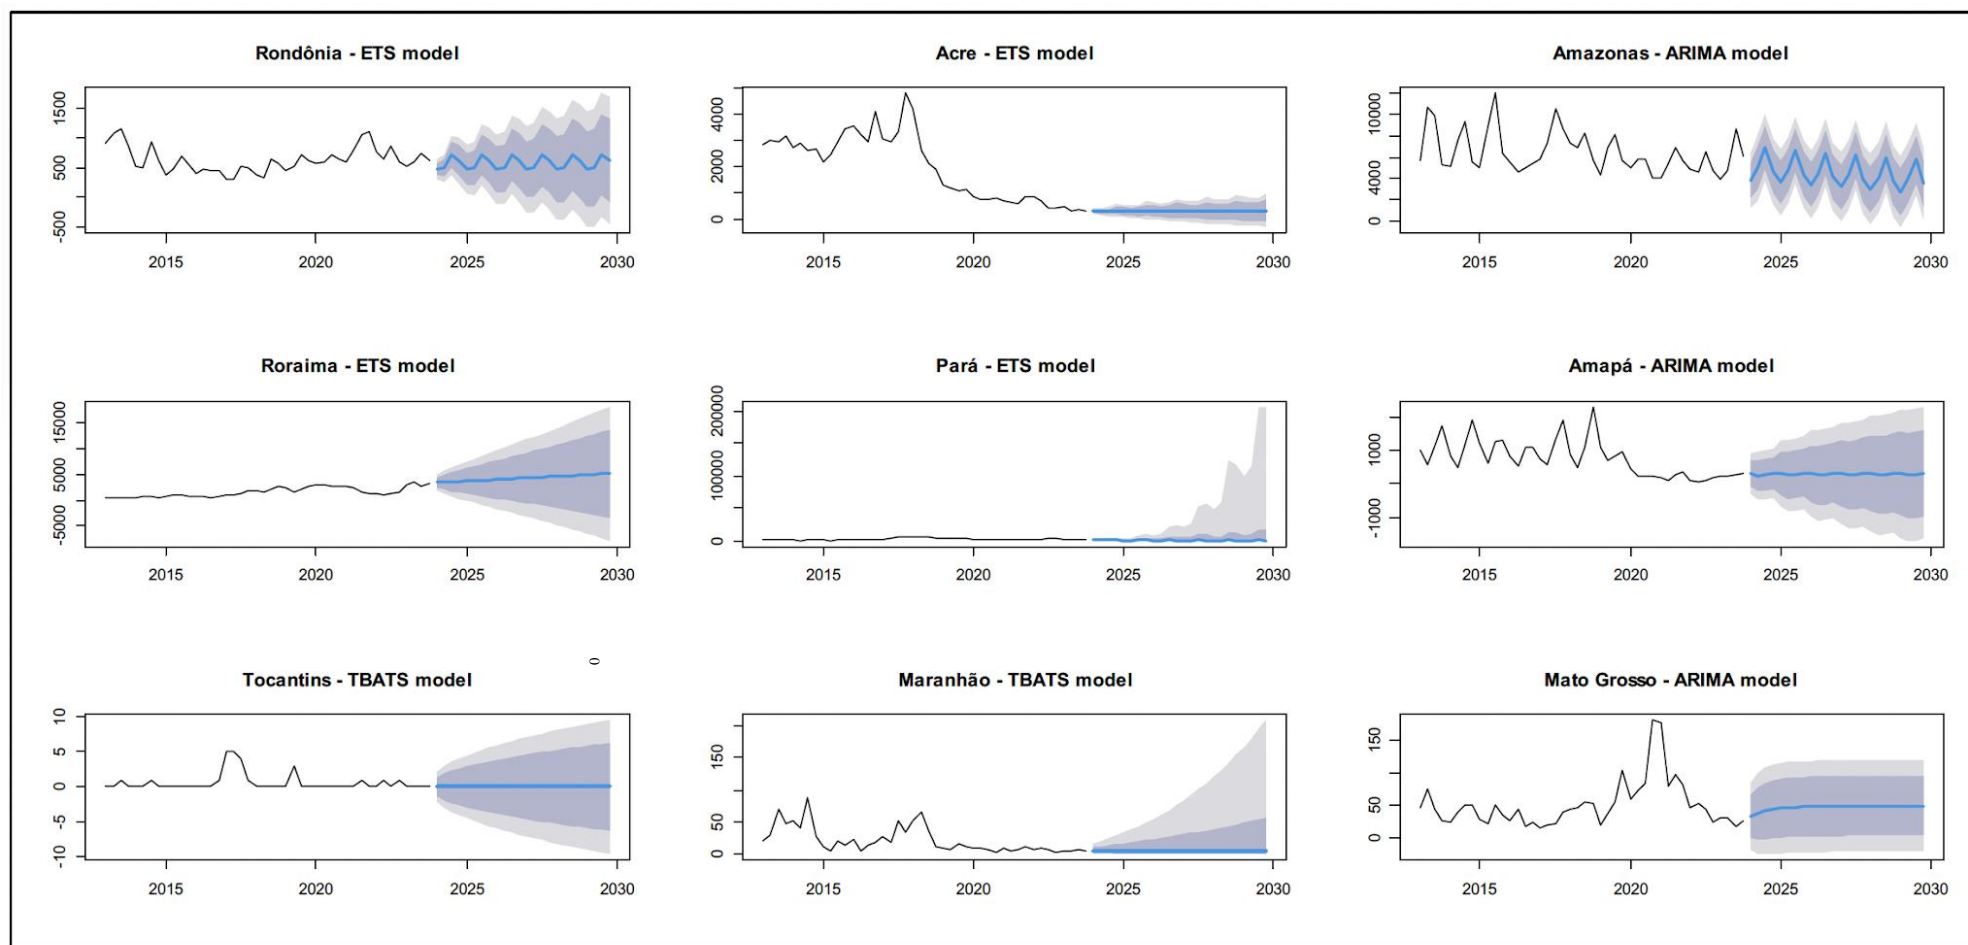 Rondônia - ETS model
1500
500
-500
2015 2020 2025 2030
Acre - ETS model
4000
2000
0
2015 2020 2025 2030
Amazonas - ARIMA model
10000
4000
0
2015 2020 2025 2030
Roraima - ETS model
15000
5000
-5000
2015 2020 2025 2030
Pará - ETS model
200000
100000
0
2015 2020 2025 2030
Amapá - ARIMA model
1000
-1000
2015 2020 2025 2030
0
Tocantins - TBATS model
10
5
0
-5
-10
2015 2020 2025 2030
Maranhão - TBATS model
150
50
0
2015 2020 2025 2030
Mato Grosso - ARIMA model
150
50
0
2015 2020 2025 2030